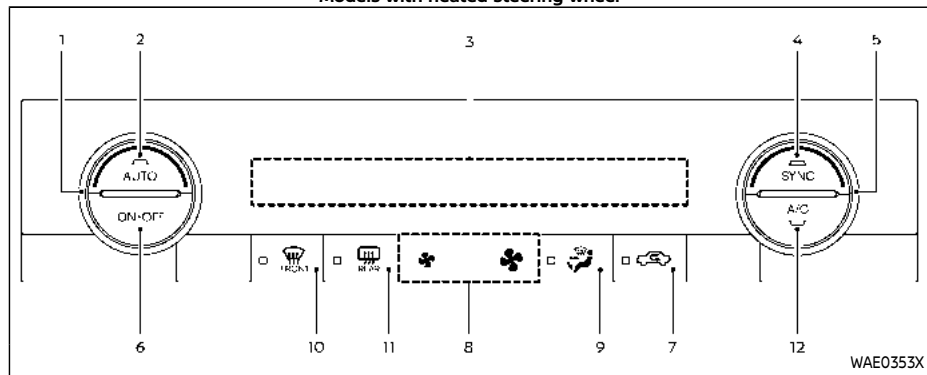 Models with heated steering wheel
1 2 3 4 5
AUTO SYNC
ON·OFF A/C
FRONT REAR
6 10 11 8 9 7 12
WAE0353X